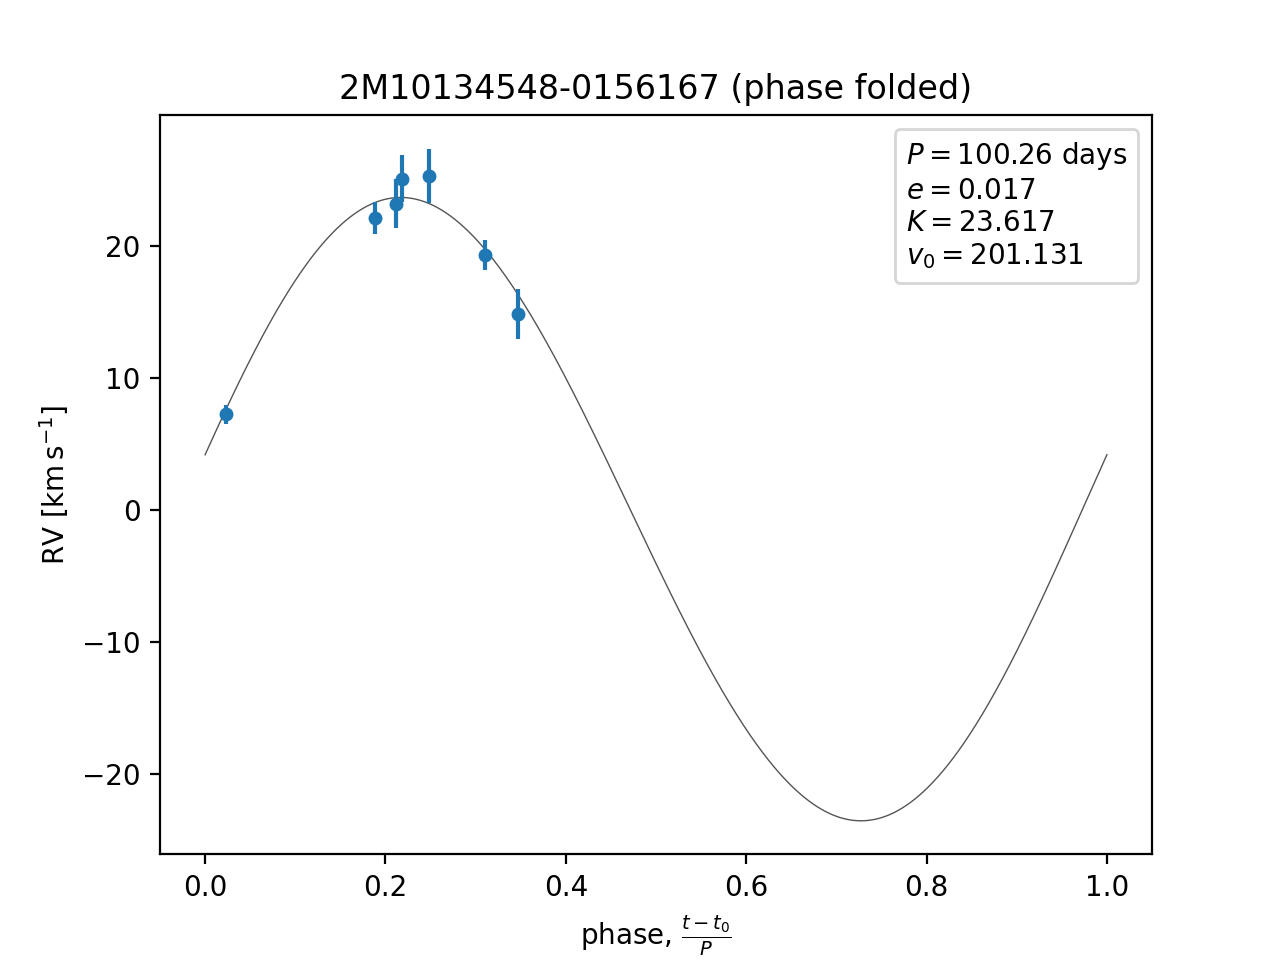 2M10134548-0156167 (phase folded)
P = 100.26 days
e = 0.017
K = 23.617
v₀ = 201.131
RV [km s⁻¹]
20
10
0
−10
−20
0.0 0.2 0.4 0.6 0.8 1.0
phase, (t − t₀)/P